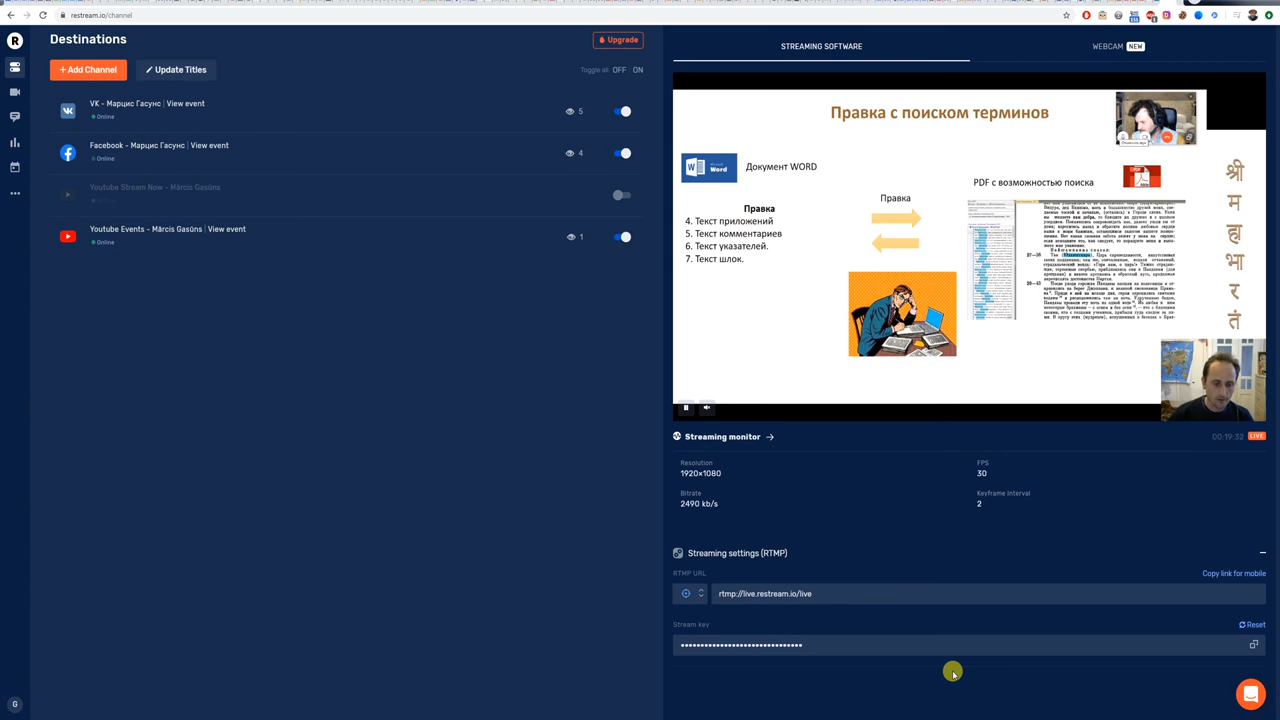 restream.io/channel
Destinations
Upgrade
+ Add Channel
Update Titles
Toggle all OFF ON
VK - Марцис Гасунс | View event
Online
5
Facebook - Марцис Гасунс | View event
Online
4
Youtube Stream Now - Mārcis Gasūns
Youtube Events - Mārcis Gasūns | View event
Online
1
STREAMING SOFTWARE
WEBCAM NEW
Правка с поиском терминов
Word
Документ WORD
PDF с возможностью поиска
Правка
Правка
4. Текст приложений
5. Текст комментариев
6. Текст указателей.
7. Текст шлок.
श्री
म
हा
भा
र
तं
Streaming monitor
00:19:32 LIVE
Resolution
1920×1080
FPS
30
Bitrate
2490 kb/s
Keyframe Interval
2
Streaming settings (RTMP)
RTMP URL
Copy link for mobile
rtmp://live.restream.io/live
Stream key
Reset
G